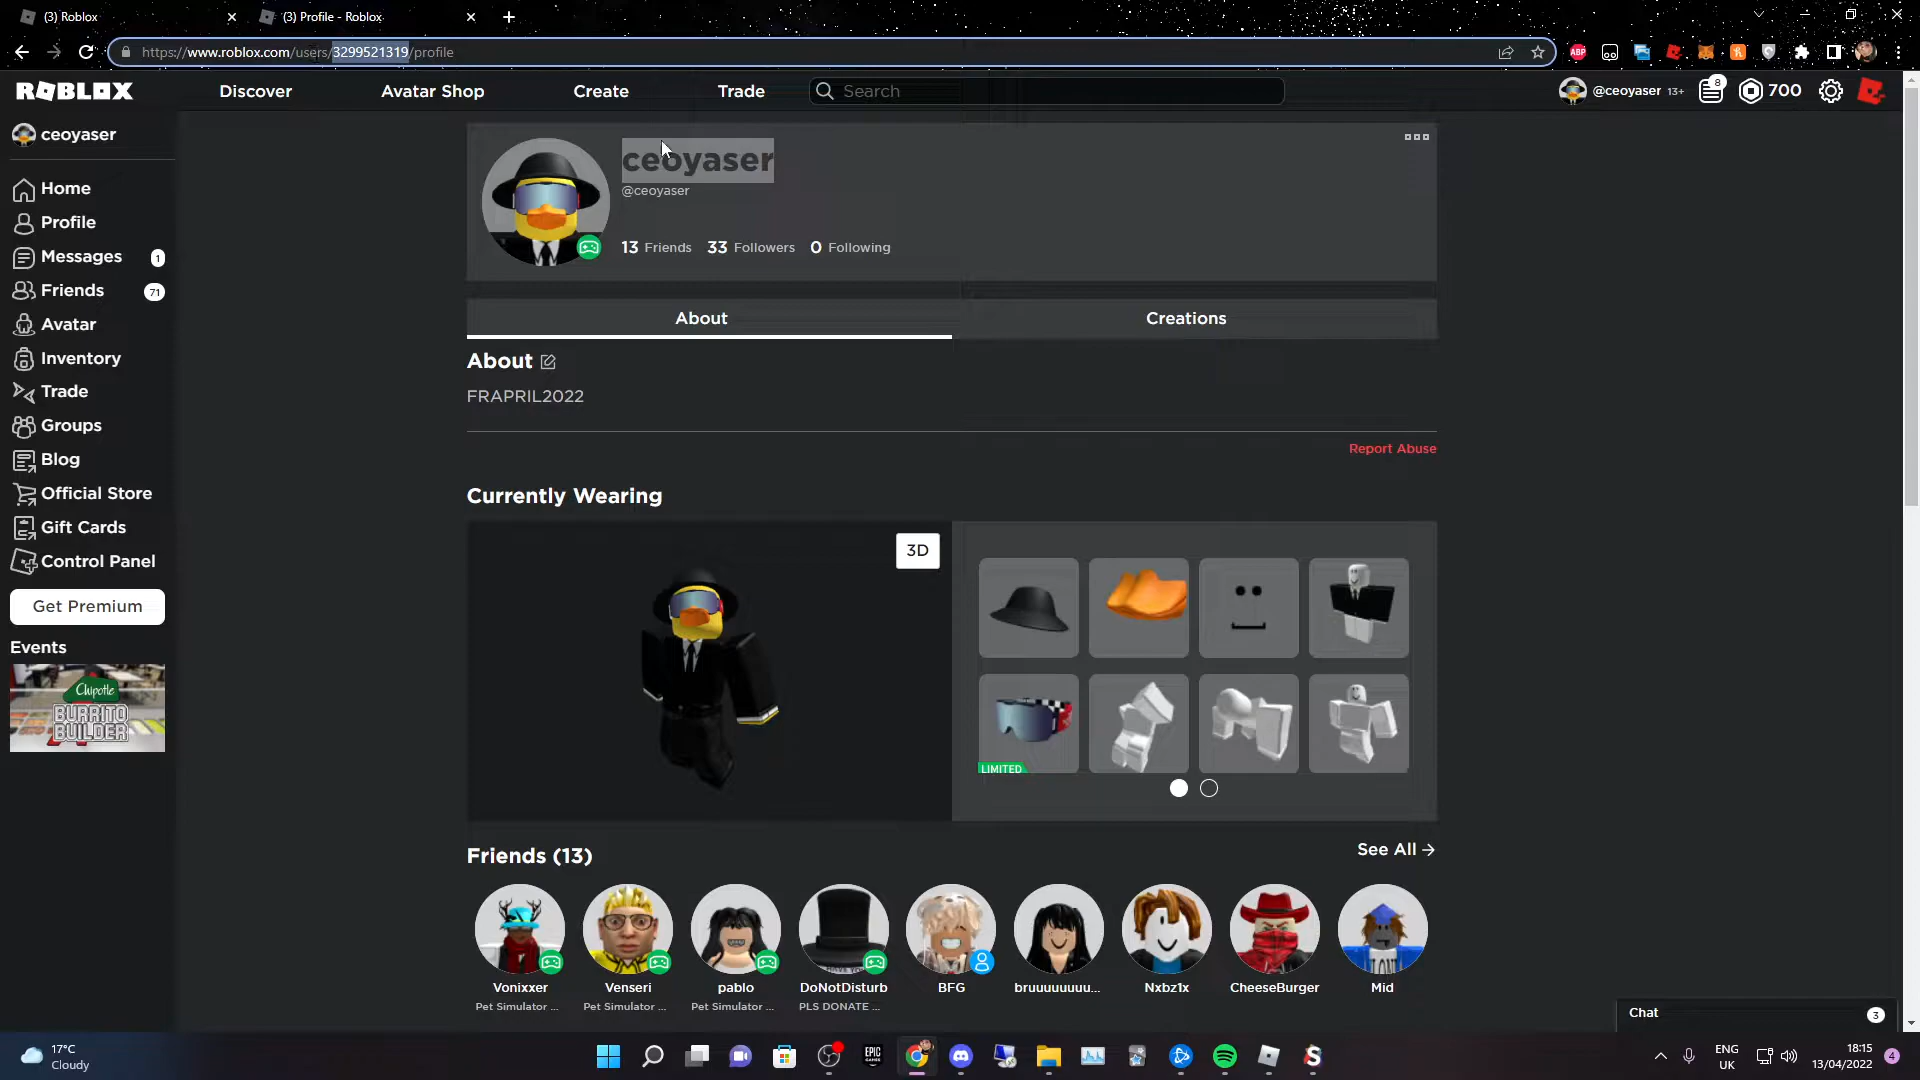 (3) Roblox
(3) Profile - Roblox
https://www.roblox.com/users/3299521319/profile
ROBLOX
Discover
Avatar Shop
Create
Trade
Search
@ceoyaser 13+
8
700
ceoyaser
Home
Profile
Messages 1
Friends 71
Avatar
Inventory
Trade
Groups
Blog
Official Store
Gift Cards
Control Panel
Get Premium
Events
Chipotle
BURRITO
BUILDER
ceoyaser
@ceoyaser
13 Friends 33 Followers 0 Following
About
Creations
About
FRAPRIL2022
Report Abuse
Currently Wearing
3D
LIMITED
Friends (13)
See All
Vonixxer
Pet Simulator ...
Venseri
Pet Simulator ...
pablo
Pet Simulator ...
DoNotDisturb
PLS DONATE ...
BFG
bruuuuuuuu...
Nxbz1x
CheeseBurger
Mid
Chat 3
17°C
Cloudy
EPIC
GAMES
ENG
UK
18:15
13/04/2022
4
ABP